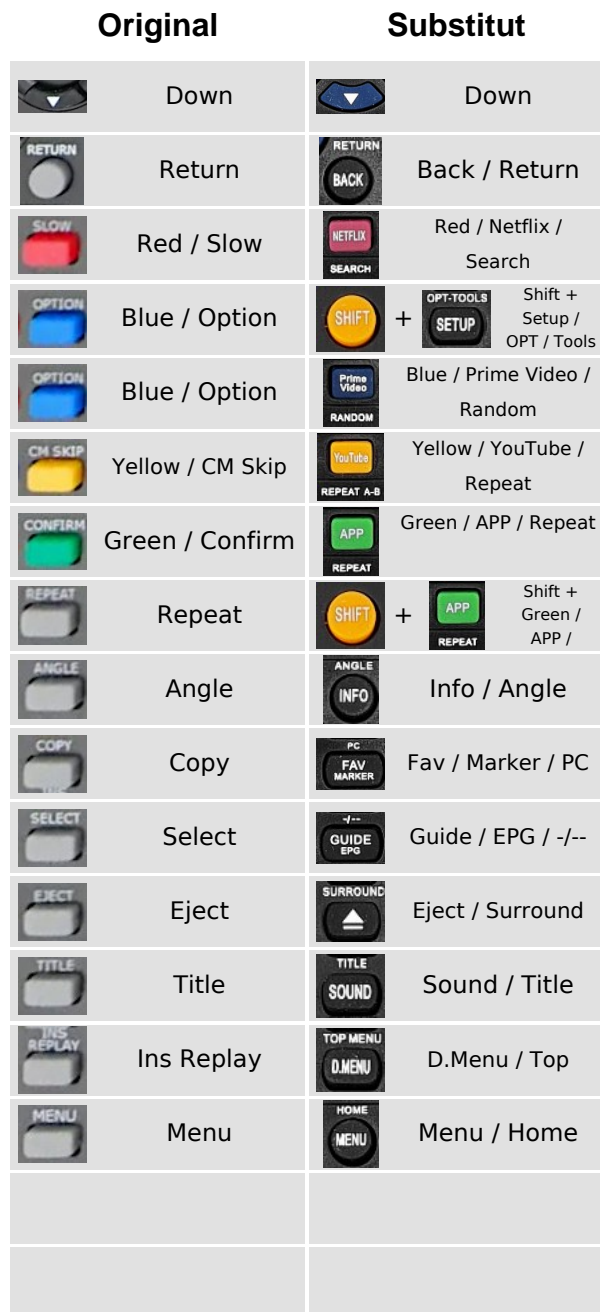 Original Substitut
Down Down
RETURN Return RETURN BACK Back / Return
SLOW Red / Slow NETFLIX SEARCH Red / Netflix /
Search
OPTION Blue / Option SHIFT + OPT-TOOLS SETUP Shift +
Setup /
OPT / Tools
OPTION Blue / Option Prime Video RANDOM Blue / Prime Video /
Random
CM SKIP Yellow / CM Skip YouTube REPEAT A-B Yellow / YouTube /
Repeat
CONFIRM Green / Confirm APP REPEAT Green / APP / Repeat
REPEAT Repeat SHIFT + APP REPEAT Shift +
Green /
APP /
ANGLE Angle ANGLE INFO Info / Angle
COPY Copy PC FAV MARKER Fav / Marker / PC
SELECT Select -/-- GUIDE EPG Guide / EPG / -/--
EJECT Eject SURROUND Eject / Surround
TITLE Title TITLE SOUND Sound / Title
INS REPLAY Ins Replay TOP MENU D.MENU D.Menu / Top
MENU Menu HOME MENU Menu / Home